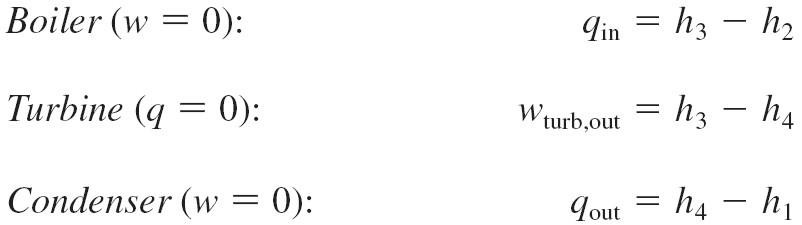 Boiler (w = 0): q_in = h_3 − h_2
Turbine (q = 0): w_turb,out = h_3 − h_4
Condenser (w = 0): q_out = h_4 − h_1